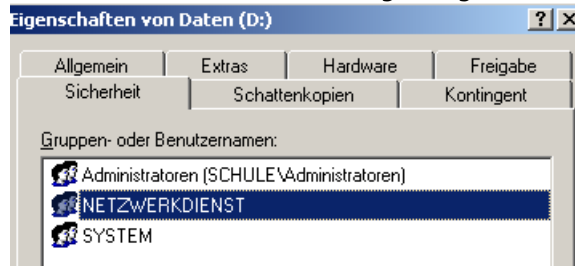 Eigenschaften von Daten (D:)
Allgemein Extras Hardware Freigabe
Sicherheit Schattenkopien Kontingent
Gruppen- oder Benutzernamen:
Administratoren (SCHULE\Administratoren)
NETZWERKDIENST
SYSTEM